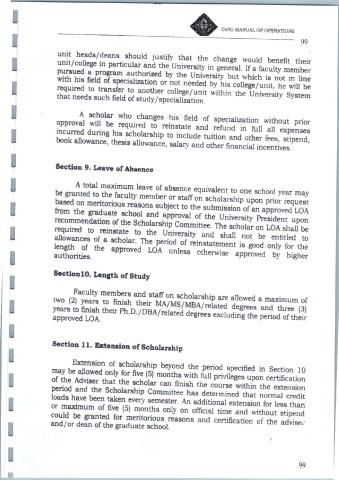 CMSU MANUAL OF OPERATIONS
99
unit heads/deans should justify that the change would benefit their
unit/college in particular and the University in general. If a faculty member
pursued a program authorized by the University but which is not in line
with his field of specialization or not needed by his college/unit, he will be
required to transfer to another college/unit within the University System
that needs such field of study/specialization.
A scholar who changes his field of specialization without prior
approval will be required to reinstate and refund in full all expenses
incurred during his scholarship to include tuition and other fees, stipend,
book allowance, thesis allowance, salary and other financial incentives.
Section 9. Leave of Absence
A total maximum leave of absence equivalent to one school year may
be granted to the faculty member or staff on scholarship upon prior request
based on meritorious reasons subject to the submission of an approved LOA
from the graduate school and approval of the University President upon
recommendation of the Scholarship Committee. The scholar on LOA shall be
required to reinstate to the University and shall not be entitled to
allowances of a scholar. The period of reinstatement is good only for the
length of the approved LOA unless otherwise approved by higher
authorities.
Section10. Length of Study
Faculty members and staff on scholarship are allowed a maximum of
two (2) years to finish their MA/MS/MBA/related degrees and three (3)
years to finish their Ph.D./DBA/related degrees excluding the period of their
approved LOA.
Section 11. Extension of Scholarship
Extension of scholarship beyond the period specified in Section 10
may be allowed only for five (5) months with full privileges upon certification
of the Adviser that the scholar can finish the course within the extension
period and the Scholarship Committee has determined that normal credit
loads have been taken every semester. An additional extension for less than
or maximum of five (5) months only on official time and without stipend
could be granted for meritorious reasons and certification of the adviser
and/or dean of the graduate school.
99